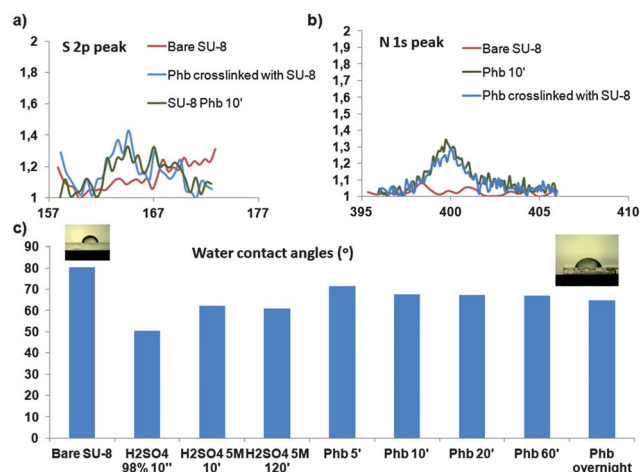 a)
S 2p peak
Bare SU-8
Phb crosslinked with SU-8
SU-8 Phb 10'
2
1,8
1,6
1,4
1,2
1
157
167
177
b)
N 1s peak
Bare SU-8
Phb 10'
Phb crosslinked with SU-8
2
1,9
1,8
1,7
1,6
1,5
1,4
1,3
1,2
1,1
1
395
400
405
410
c)
Water contact angles (°)
90
80
70
60
50
40
30
20
10
0
Bare SU-8
H2SO4 98% 10"
H2SO4 5M 10'
H2SO4 5M 120'
Phb 5'
Phb 10'
Phb 20'
Phb 60'
Phb overnight